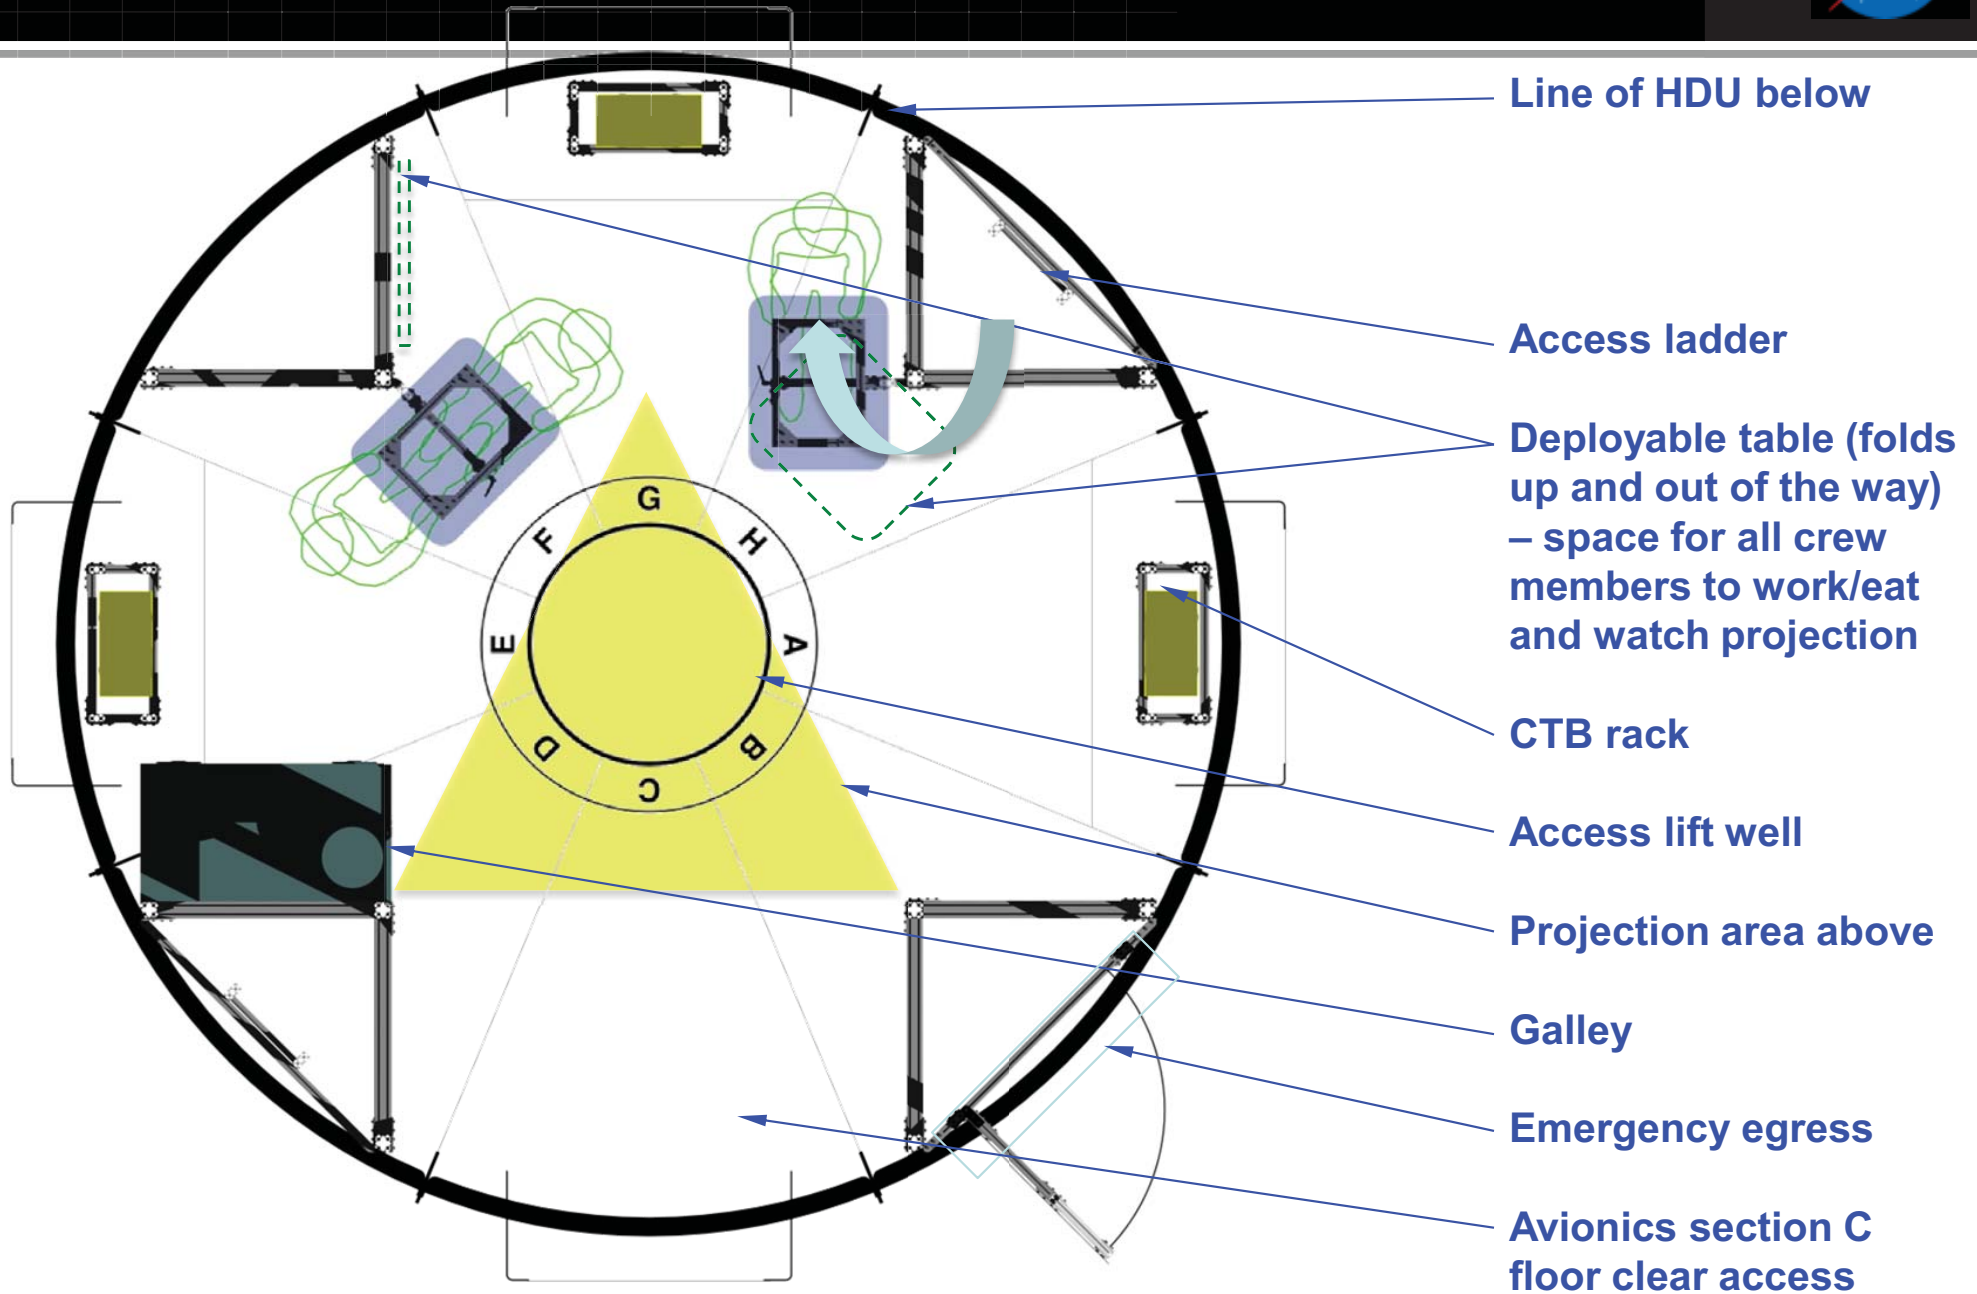 Line of HDU below
Access ladder
Deployable table (folds
up and out of the way)
– space for all crew
members to work/eat
and watch projection
CTB rack
Access lift well
Projection area above
Galley
Emergency egress
Avionics section C
floor clear access
G
H
A
B
C
D
E
F